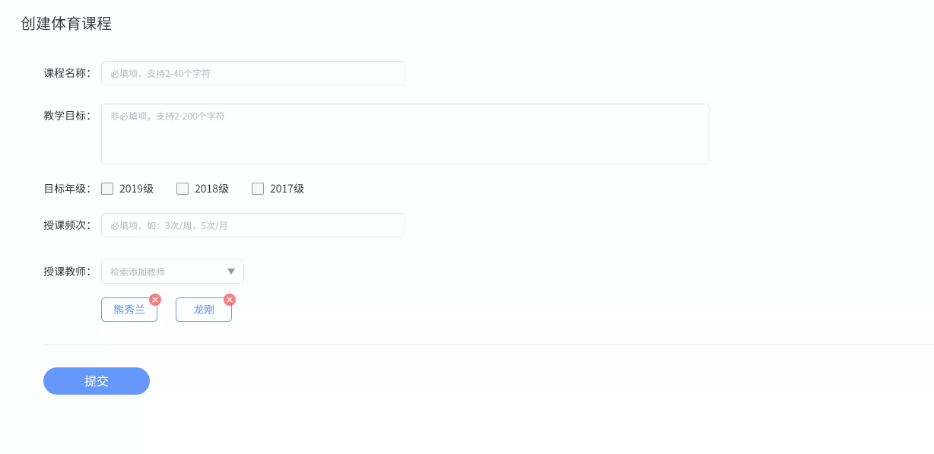 创建体育课程
课程名称： 必填项，支持2-40个字符
教学目标： 非必填项，支持2-200个字符
目标年级： 2019级 2018级 2017级
授课频次： 必填项，如：3次/周，5次/月
授课教师： 检索添加教师
熊秀兰 龙刚
提交